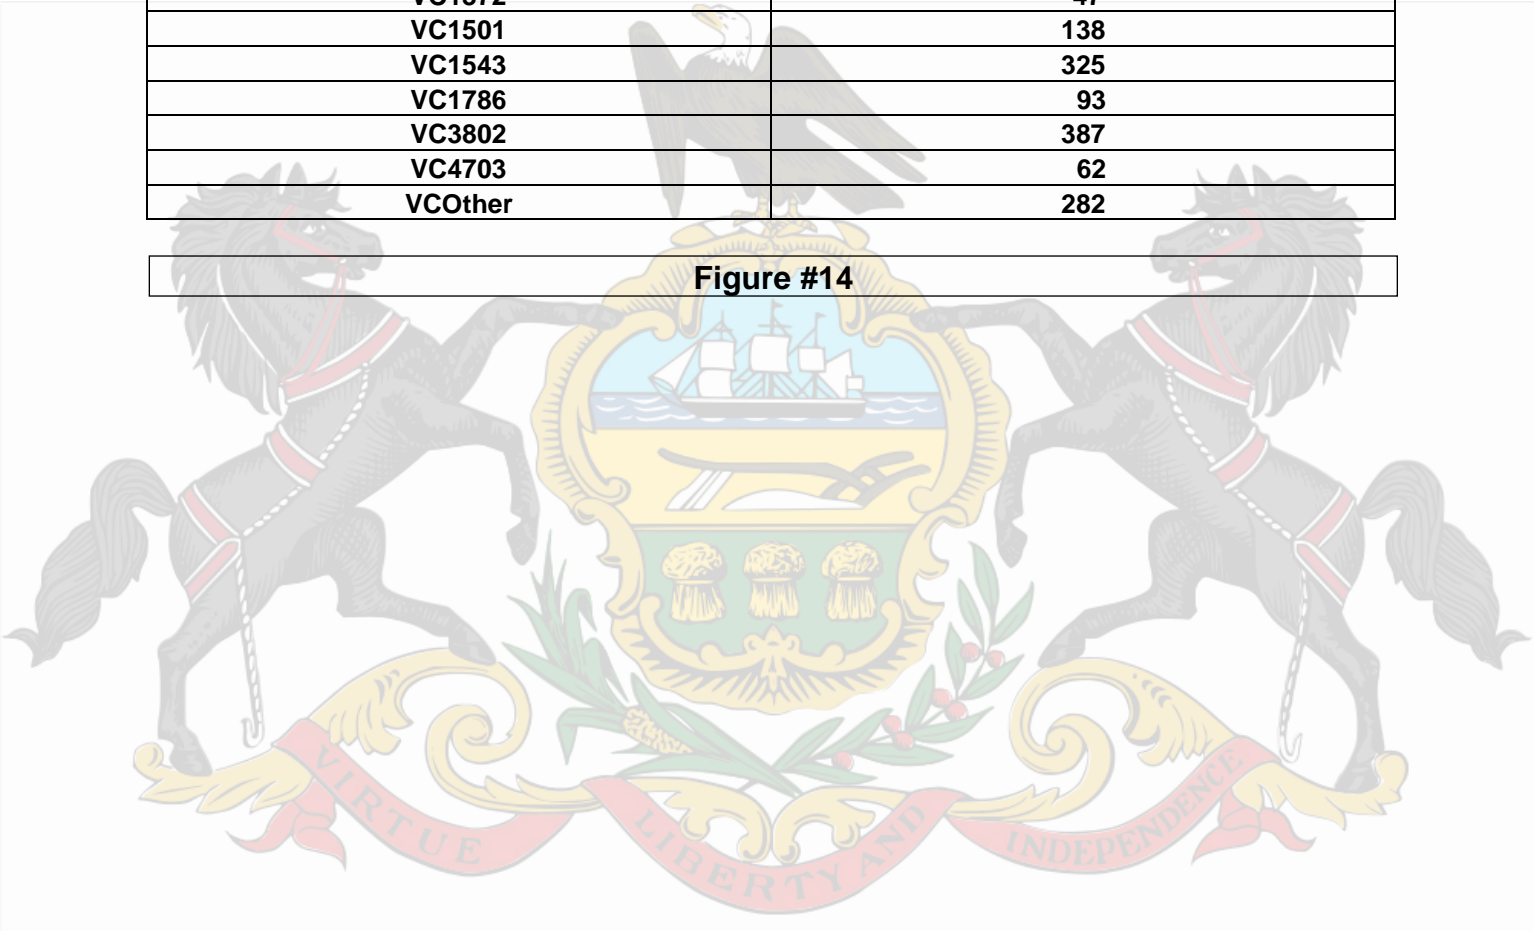 VC1501 138
VC1543 325
VC1786 93
VC3802 387
VC4703 62
VCOther 282
Figure #14
VIRTUE
LIBERTY AND
INDEPENDENCE